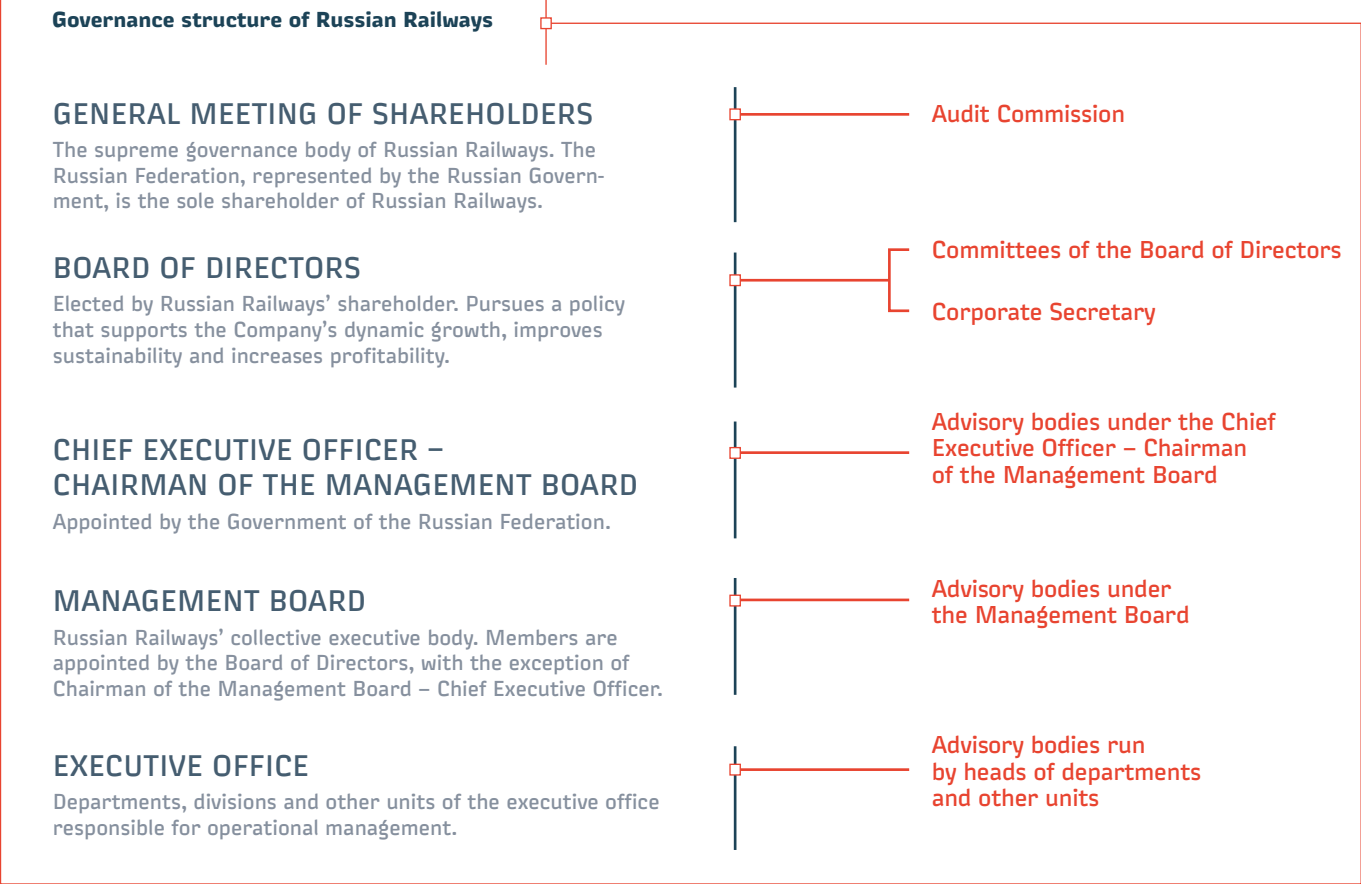 Governance structure of Russian Railways
GENERAL MEETING OF SHAREHOLDERS
The supreme governance body of Russian Railways. The
Russian Federation, represented by the Russian Govern-
ment, is the sole shareholder of Russian Railways.
Audit Commission
BOARD OF DIRECTORS
Elected by Russian Railways’ shareholder. Pursues a policy
that supports the Company’s dynamic growth, improves
sustainability and increases profitability.
Committees of the Board of Directors
Corporate Secretary
CHIEF EXECUTIVE OFFICER –
CHAIRMAN OF THE MANAGEMENT BOARD
Appointed by the Government of the Russian Federation.
Advisory bodies under the Chief
Executive Officer – Chairman
of the Management Board
MANAGEMENT BOARD
Russian Railways’ collective executive body. Members are
appointed by the Board of Directors, with the exception of
Chairman of the Management Board – Chief Executive Officer.
Advisory bodies under
the Management Board
EXECUTIVE OFFICE
Departments, divisions and other units of the executive office
responsible for operational management.
Advisory bodies run
by heads of departments
and other units